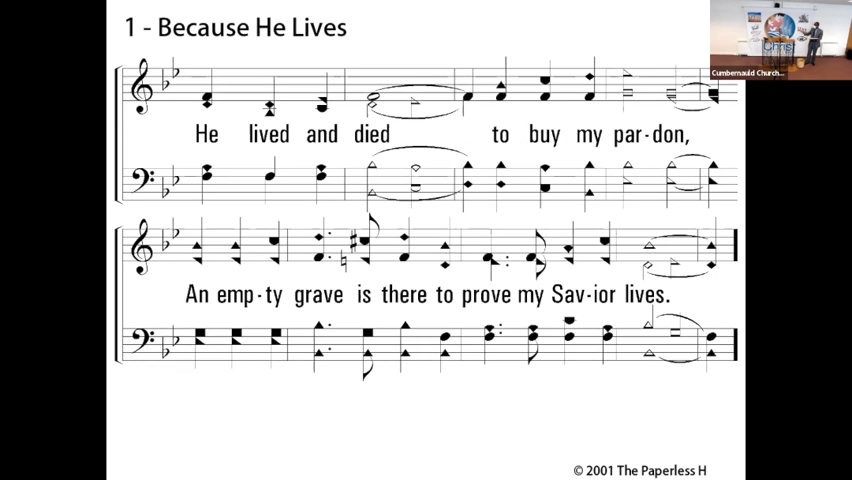 1 - Because He Lives
Cumbernauld Church...
Christ
He lived and died to buy my par-don,
An emp-ty grave is there to prove my Sav-ior lives.
© 2001 The Paperless H